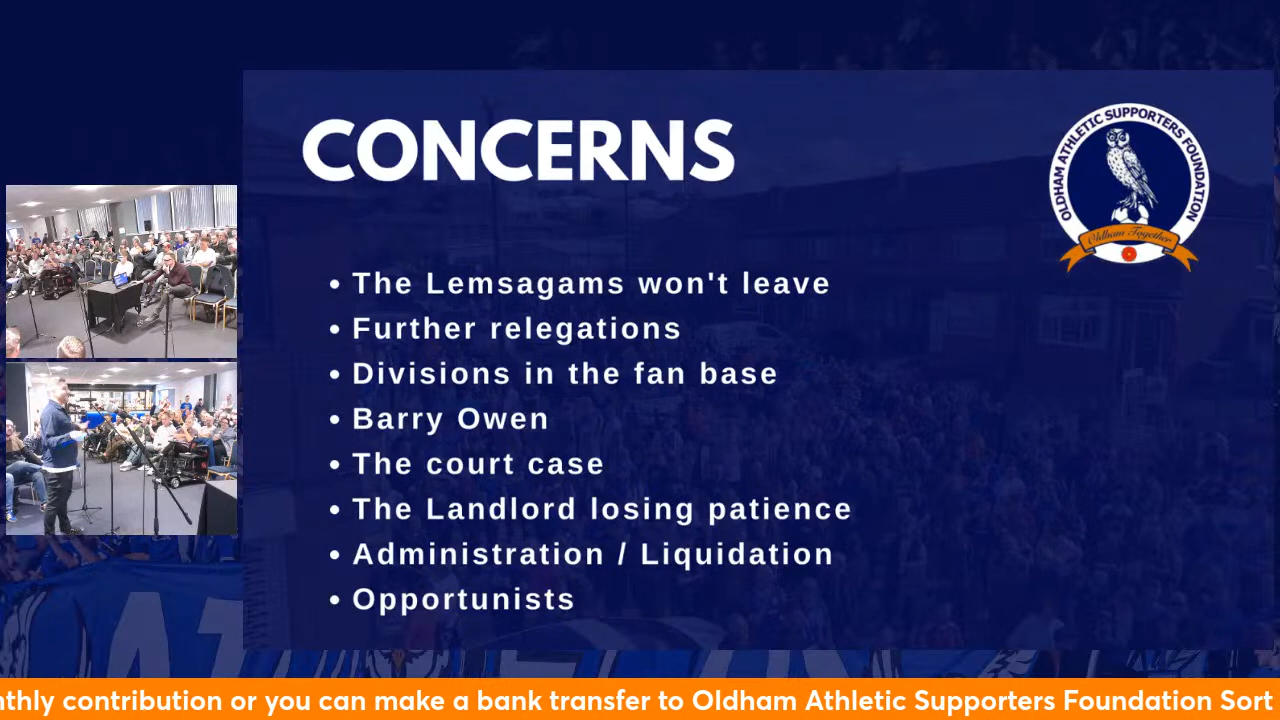 CONCERNS
OLDHAM ATHLETIC SUPPORTERS FOUNDATION
Oldham Together
• The Lemsagams won't leave
• Further relegations
• Divisions in the fan base
• Barry Owen
• The court case
• The Landlord losing patience
• Administration / Liquidation
• Opportunists
nthly contribution or you can make a bank transfer to Oldham Athletic Supporters Foundation Sort